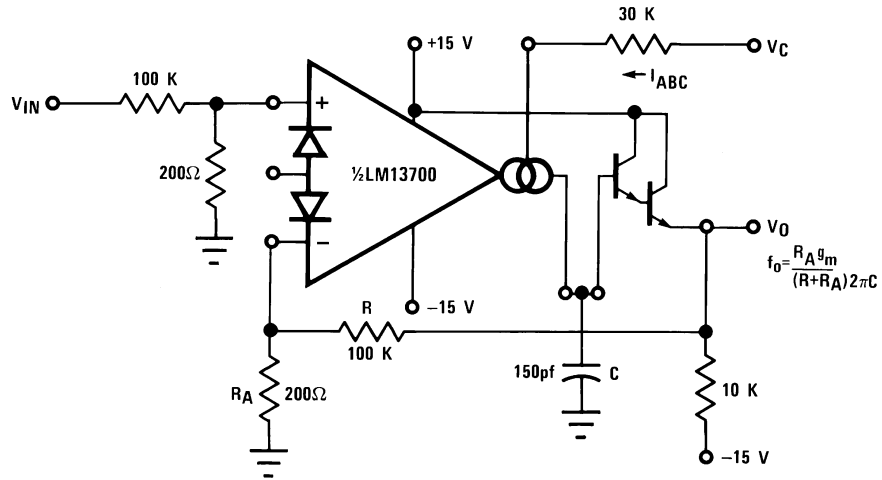 30 K
+15 V
V_C
100 K
I_ABC
V_IN
+
200Ω
½LM13700
V_O
−
f_o = R_A g_m / (R+R_A) 2πC
−15 V
R
100 K
150pf
C
R_A
200Ω
10 K
−15 V